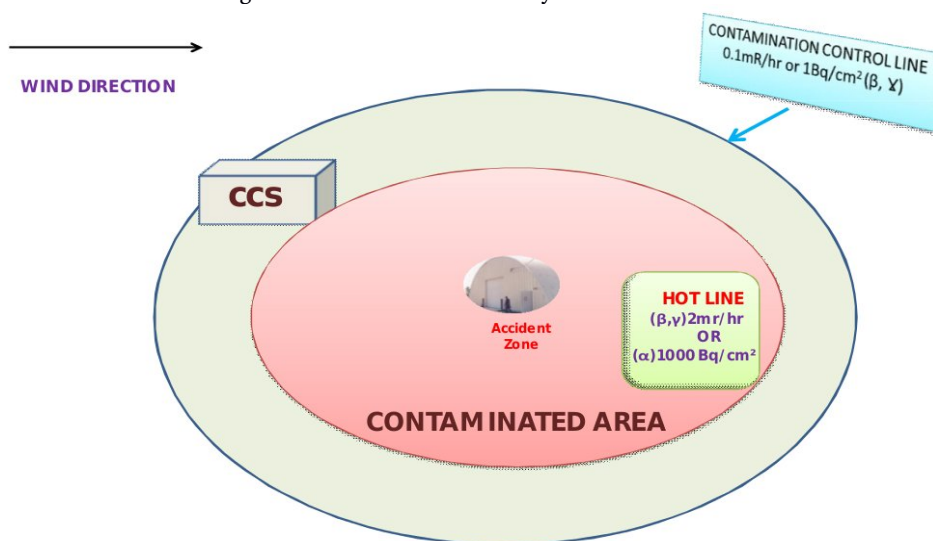 CONTAMINATION CONTROL LINE
0.1mR/hr or 1Bq/cm² (β, ɣ)
WIND DIRECTION
CCS
HOT LINE
(β,γ)2mr/hr
OR
(α)1000 Bq/cm²
Accident
Zone
CONTAMINATED AREA